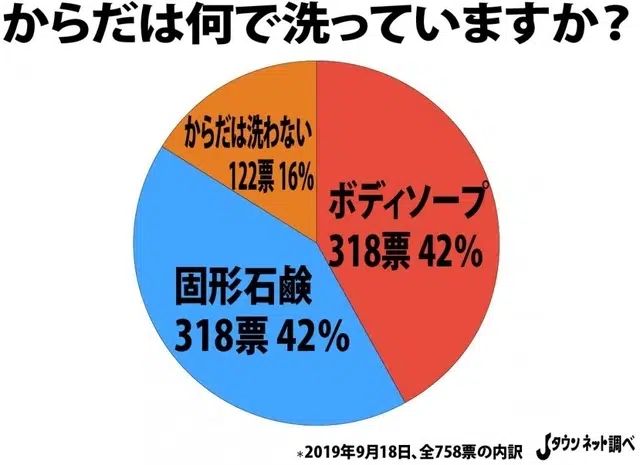 からだは何で洗っていますか？
からだは洗わない
122票 16%
ボディソープ
318票 42%
固形石鹸
318票 42%
*2019年9月18日、全758票の内訳
Jタウンネット調べ